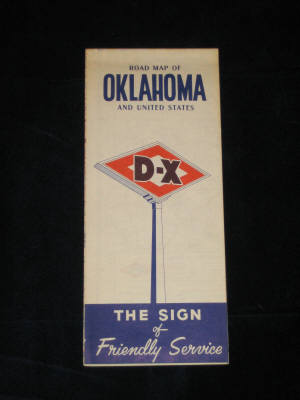 ROAD MAP OF
OKLAHOMA
AND UNITED STATES
D-X
THE SIGN
of
Friendly Service